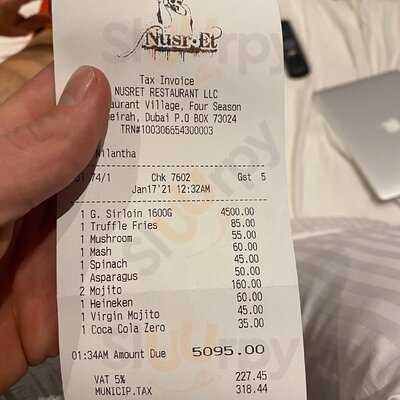 Nusr-Et
Tax Invoice
NUSRET RESTAURANT LLC
aurant Village, Four Season
eirah, Dubai P.O BOX 73024
TRN#100306654300003
ilantha
74/1 Chk 7602 Gst 5
Jan17'21 12:32AM
1 G. Sirloin 1600G 4500.00
1 Truffle Fries 85.00
1 Mushroom 55.00
1 Mash 60.00
1 Spinach 45.00
1 Asparagus 50.00
2 Mojito 160.00
1 Heineken 60.00
1 Virgin Mojito 45.00
1 Coca Cola Zero 35.00
01:34AM Amount Due 5095.00
VAT 5% 227.45
MUNICIP.TAX 318.44